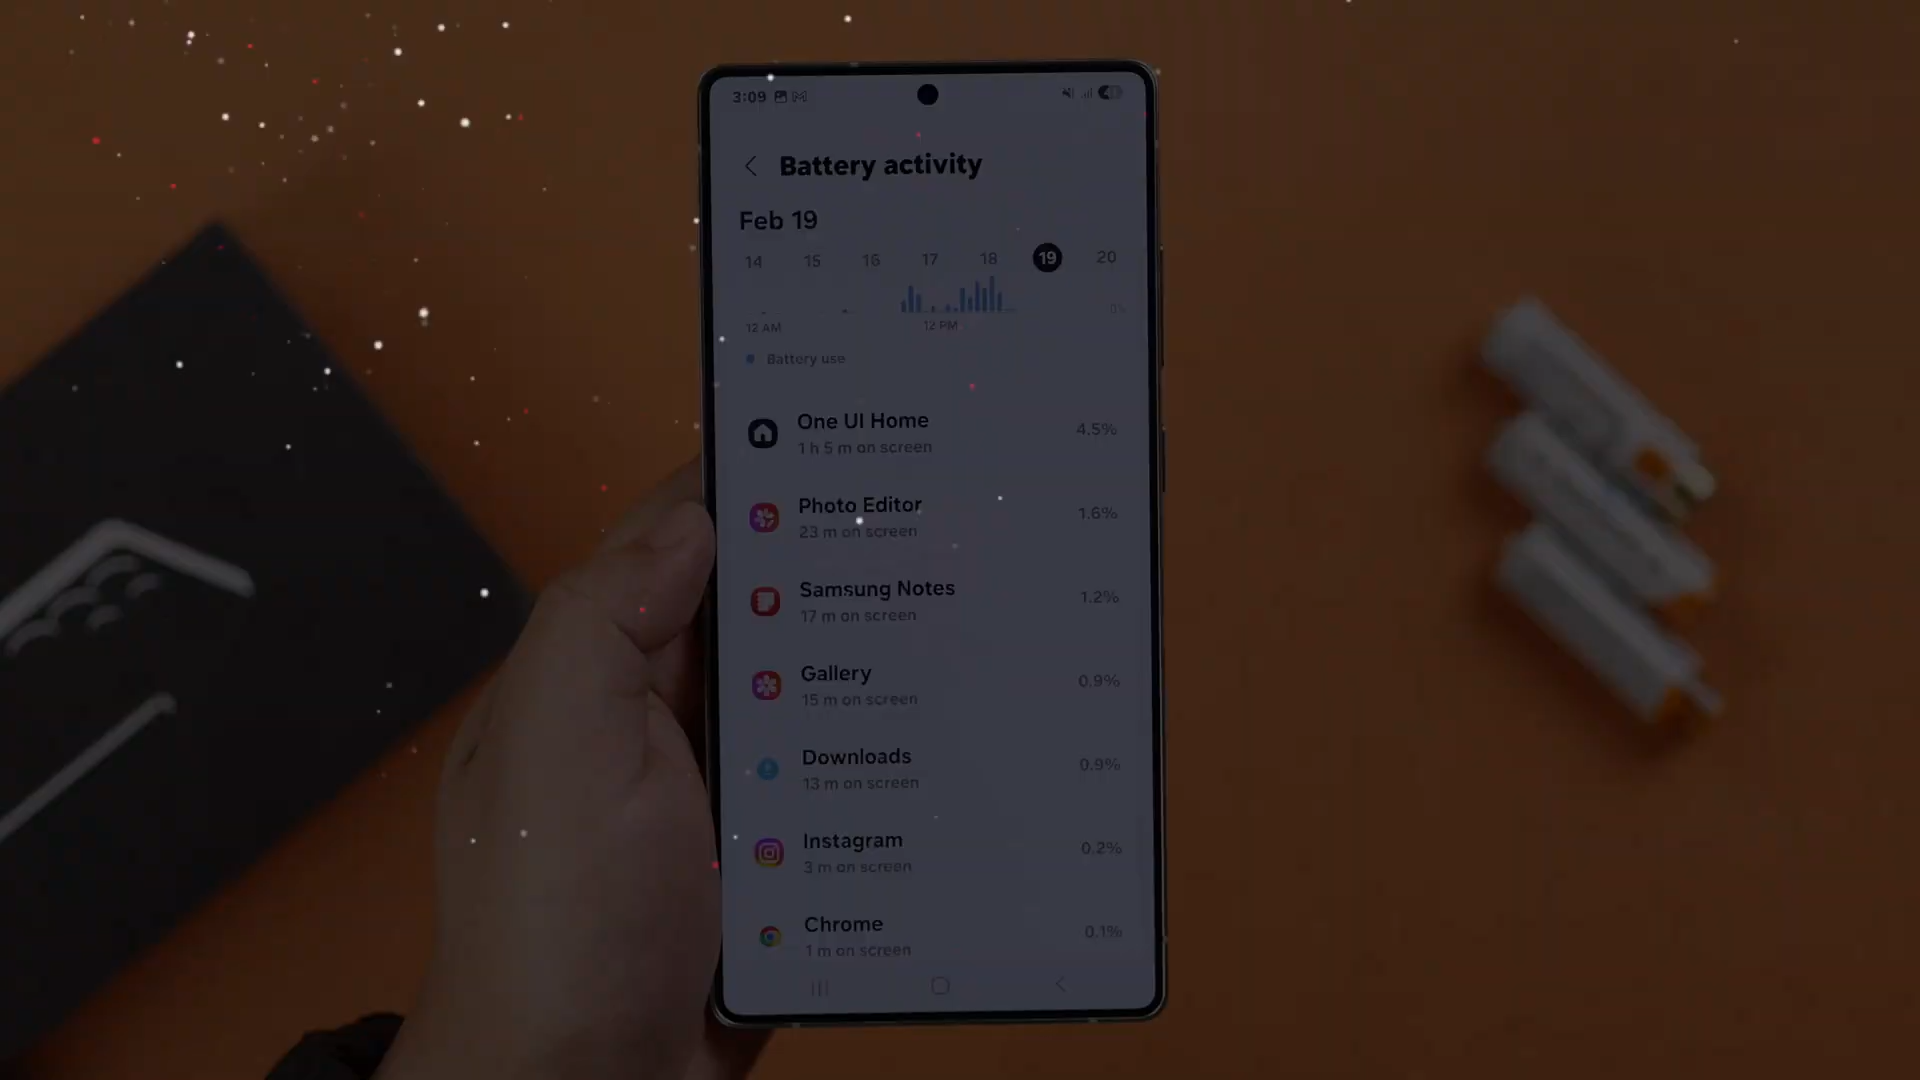 3:09
Battery activity
Feb 19
14 15 16 17 18 19 20
0%
12 AM 12 PM
Battery use
One UI Home
4.5%
1 h 5 m on screen
Photo Editor
1.6%
23 m on screen
Samsung Notes
1.2%
17 m on screen
Gallery
0.9%
15 m on screen
Downloads
0.9%
13 m on screen
Instagram
0.2%
3 m on screen
Chrome
0.1%
1 m on screen